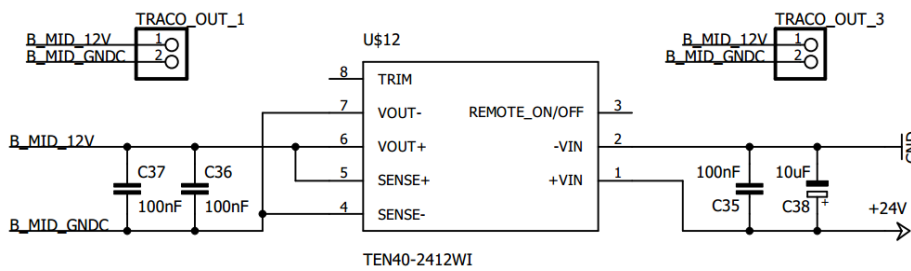 TRACO_OUT_1
B_MID_12V 1
B_MID_GNDC 2
TRACO_OUT_3
B_MID_12V 1
B_MID_GNDC 2
U$12
8 TRIM
7 VOUT-
REMOTE_ON/OFF 3
B_MID_12V
6 VOUT+
-VIN 2
GND
5 SENSE+
+VIN 1
4 SENSE-
C37
100nF
C36
100nF
100nF
C35
10uF
C38
+
+24V
B_MID_GNDC
TEN40-2412WI